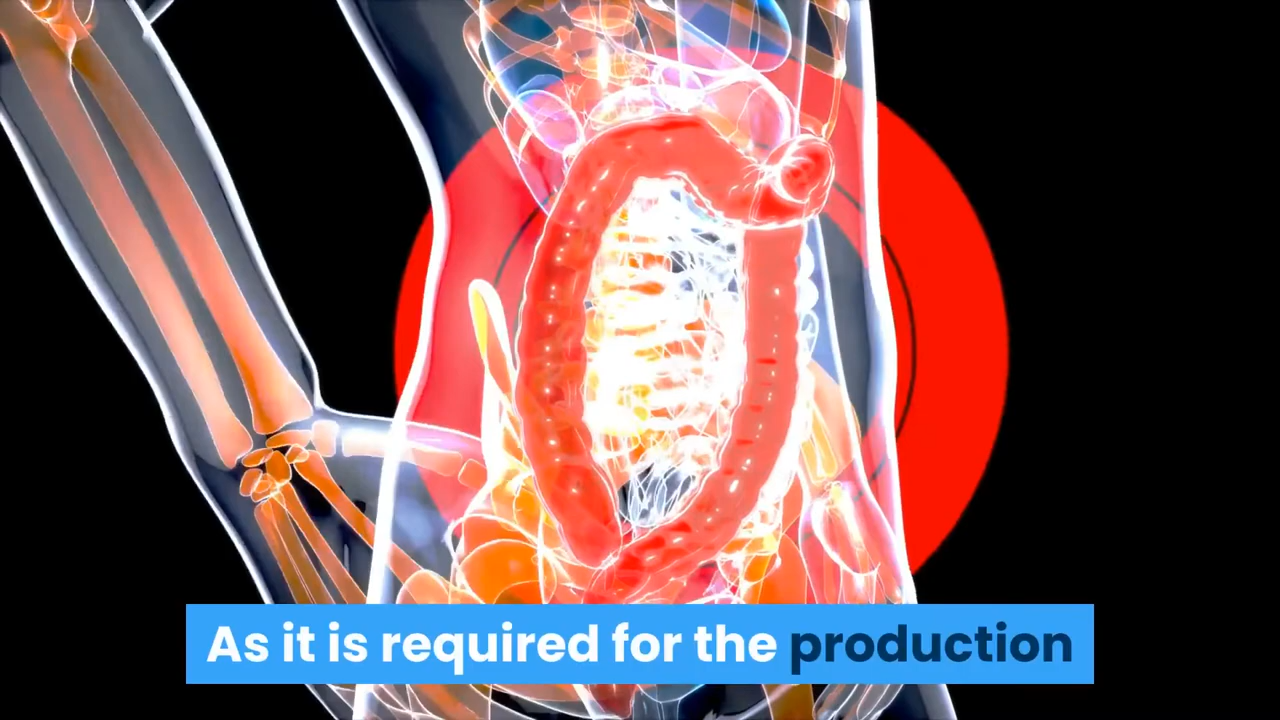 As it is required for the production